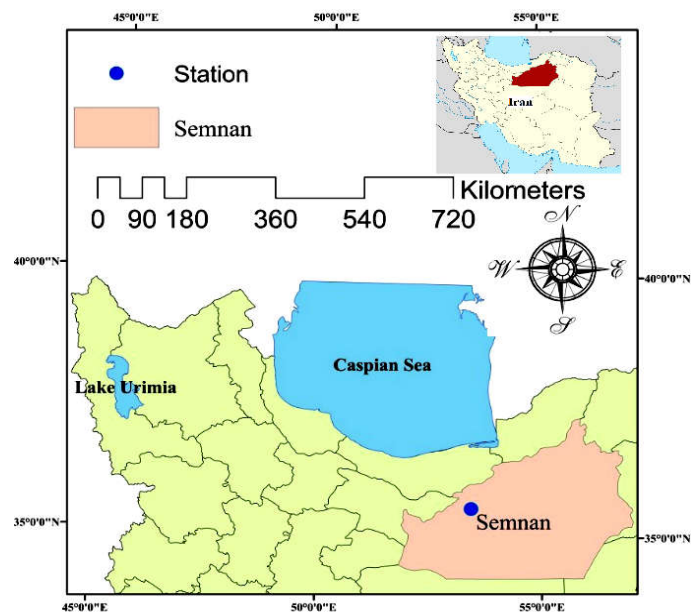 45°0'0"E 50°0'0"E 55°0'0"E
Station
Semnan
Iran
Kilometers
0 90 180 360 540 720
N
W E
S
40°0'0"N 40°0'0"N
Lake Urimia
Caspian Sea
Semnan
35°0'0"N 35°0'0"N
45°0'0"E 50°0'0"E 55°0'0"E